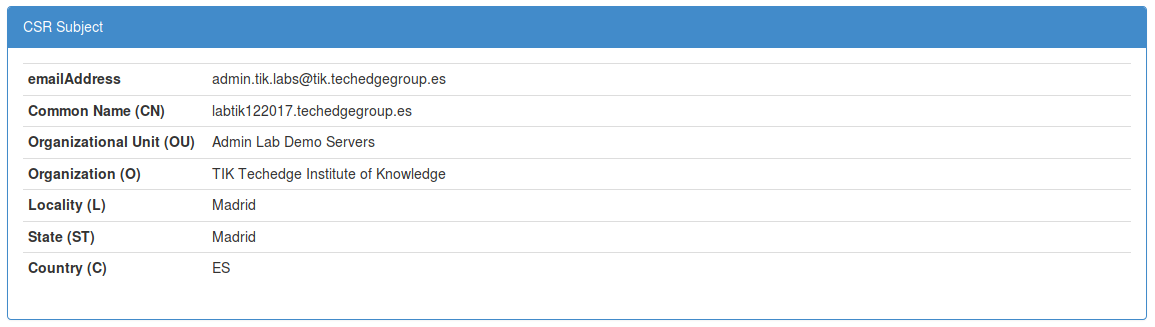 CSR Subject
emailAddress admin.tik.labs@tik.techedgegroup.es
Common Name (CN) labtik122017.techedgegroup.es
Organizational Unit (OU) Admin Lab Demo Servers
Organization (O) TIK Techedge Institute of Knowledge
Locality (L) Madrid
State (ST) Madrid
Country (C) ES